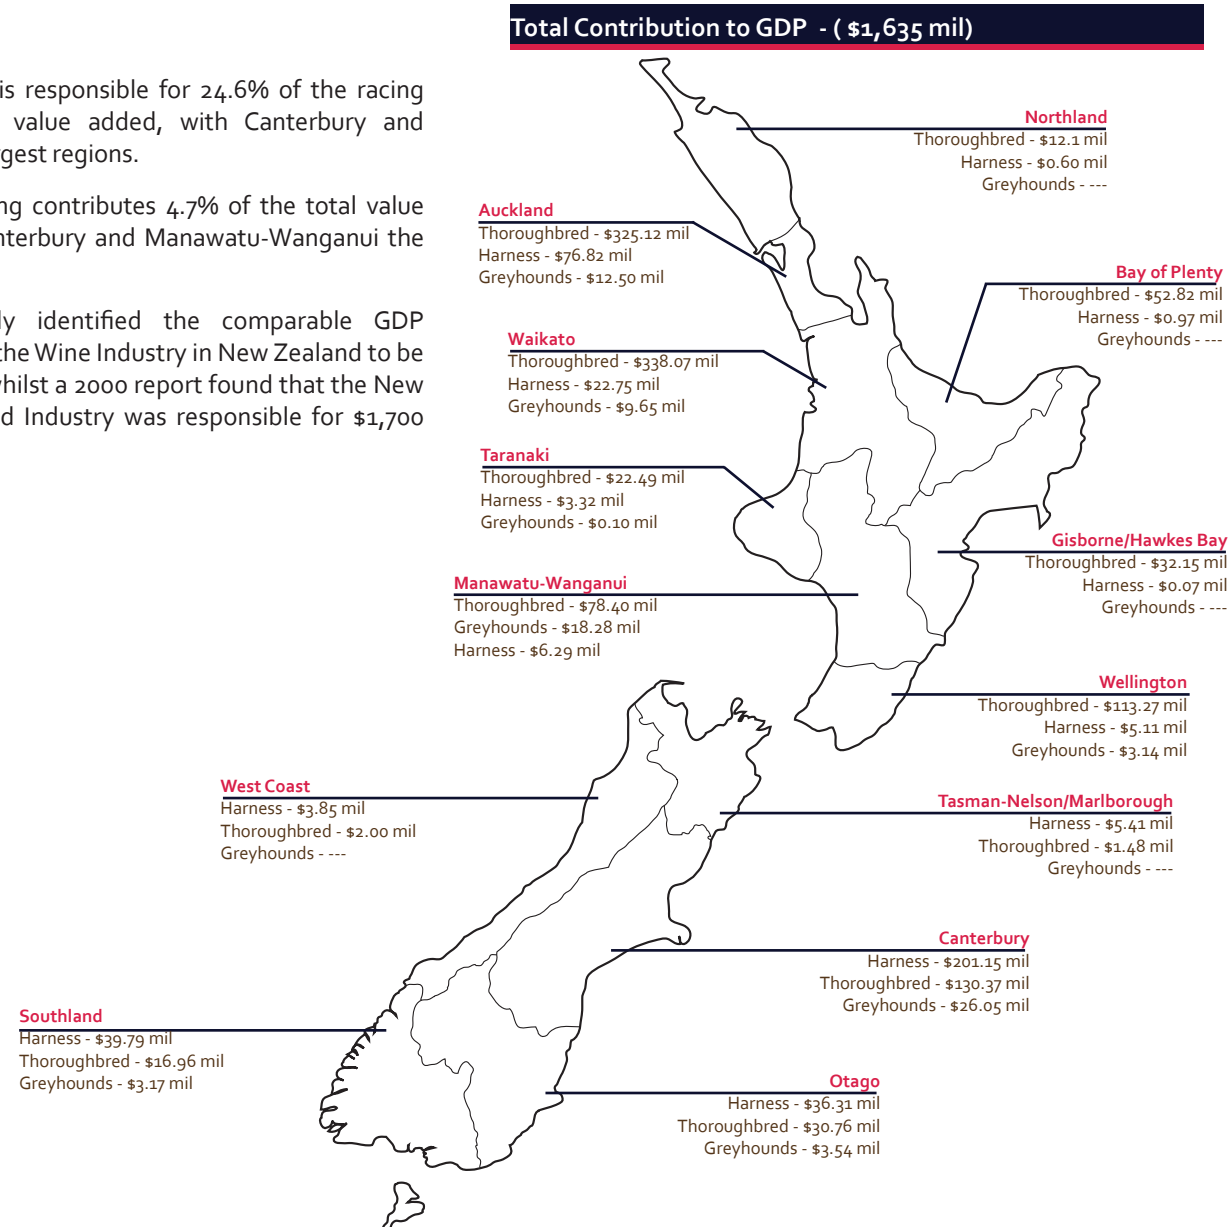 Total Contribution to GDP - ( $1,635 mil)
is responsible for 24.6% of the racing
value added, with Canterbury and
regions.
contributes 4.7% of the total value
and Manawatu-Wanganui the
identified the comparable GDP
the Wine Industry in New Zealand to be
whilst a 2000 report found that the New
Industry was responsible for $1,700
Northland
Thoroughbred - $12.1 mil
Harness - $0.60 mil
Greyhounds - ---
Auckland
Thoroughbred - $325.12 mil
Harness - $76.82 mil
Greyhounds - $12.50 mil
Bay of Plenty
Thoroughbred - $52.82 mil
Harness - $0.97 mil
Greyhounds - ---
Waikato
Thoroughbred - $338.07 mil
Harness - $22.75 mil
Greyhounds - $9.65 mil
Taranaki
Thoroughbred - $22.49 mil
Harness - $3.32 mil
Greyhounds - $0.10 mil
Gisborne/Hawkes Bay
Thoroughbred - $32.15 mil
Harness - $0.07 mil
Greyhounds - ---
Manawatu-Wanganui
Thoroughbred - $78.40 mil
Greyhounds - $18.28 mil
Harness - $6.29 mil
Wellington
Thoroughbred - $113.27 mil
Harness - $5.11 mil
Greyhounds - $3.14 mil
West Coast
Harness - $3.85 mil
Thoroughbred - $2.00 mil
Greyhounds - ---
Tasman-Nelson/Marlborough
Harness - $5.41 mil
Thoroughbred - $1.48 mil
Greyhounds - ---
Canterbury
Harness - $201.15 mil
Thoroughbred - $130.37 mil
Greyhounds - $26.05 mil
Southland
Harness - $39.79 mil
Thoroughbred - $16.96 mil
Greyhounds - $3.17 mil
Otago
Harness - $36.31 mil
Thoroughbred - $30.76 mil
Greyhounds - $3.54 mil